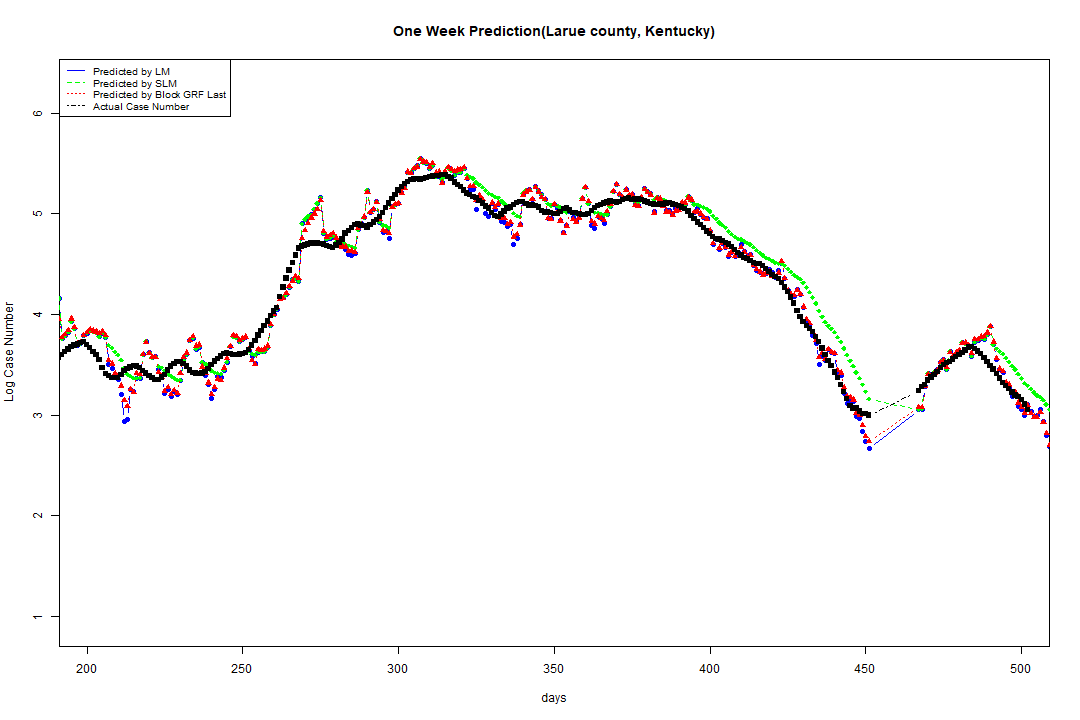 One Week Prediction(Larue county, Kentucky)
Predicted by LM
Predicted by SLM
Predicted by Block GRF Last
Actual Case Number
Log Case Number
6
5
4
3
2
1
200 250 300 350 400 450 500
days